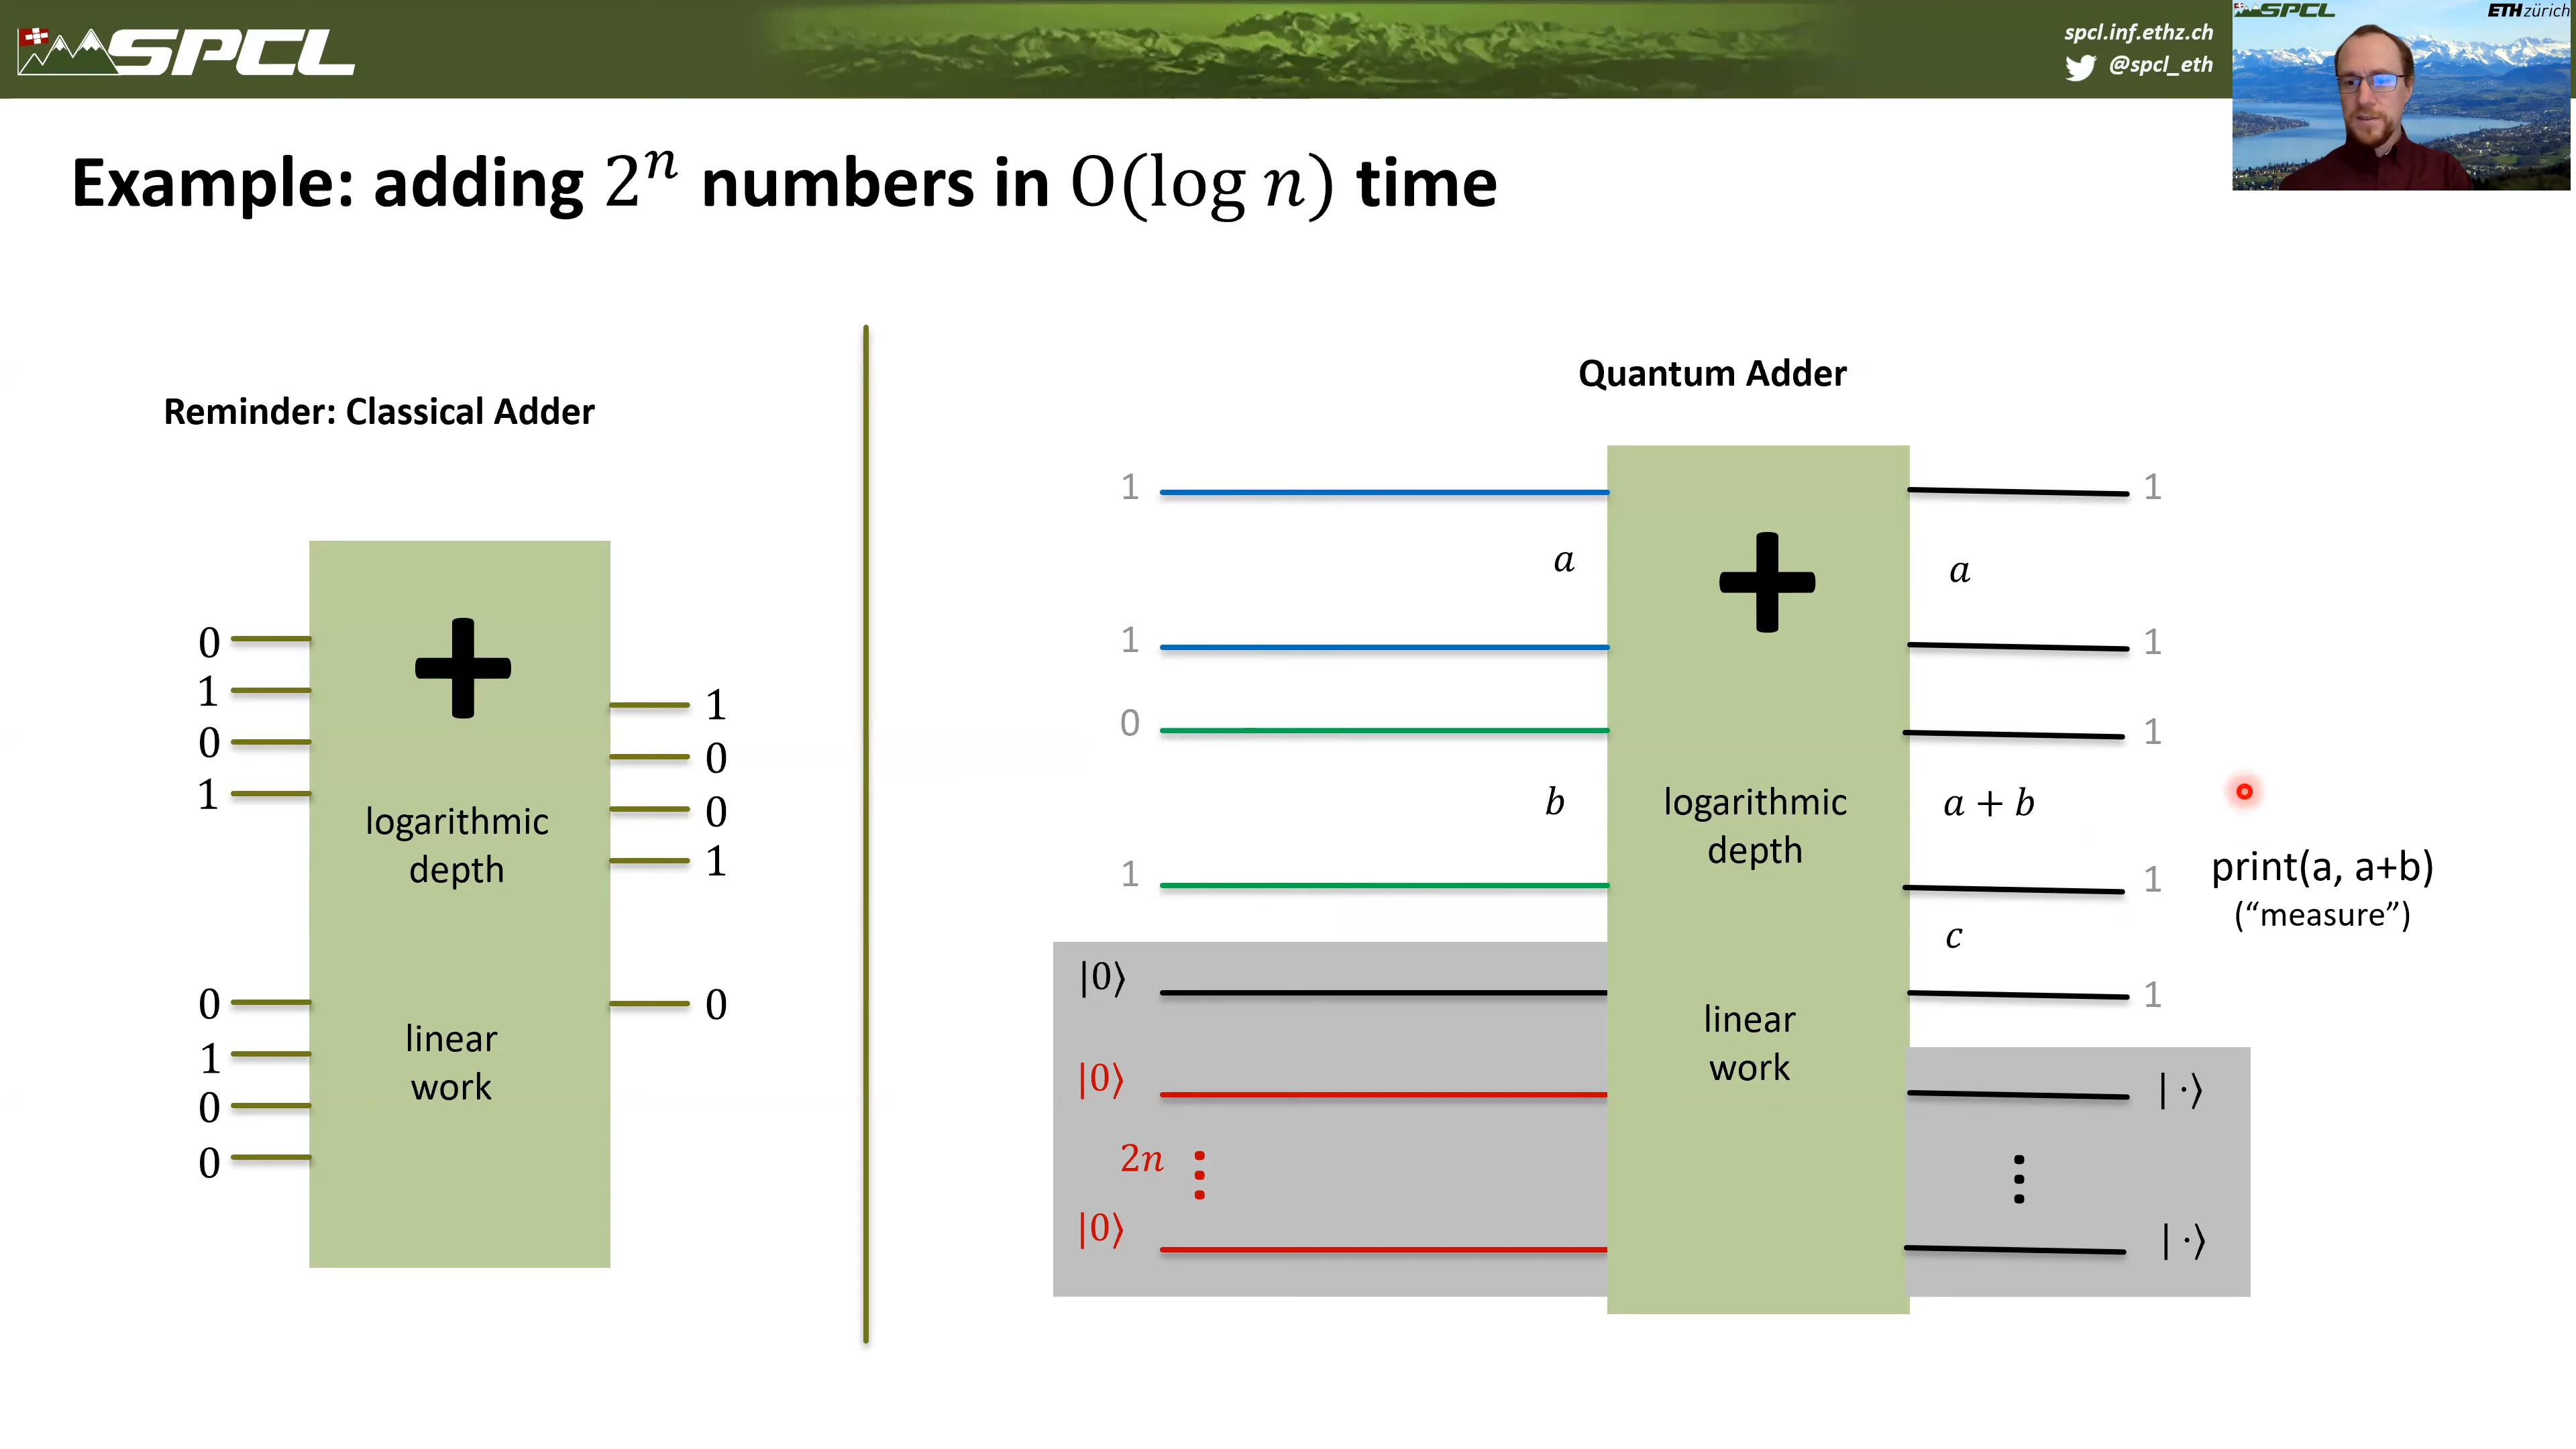 SPCL
spcl.inf.ethz.ch
@spcl_eth
SPCL
ETH zürich
Example: adding 2ⁿ numbers in O(log n) time
Reminder: Classical Adder
0
1
0
1
0
1
0
0
+
logarithmic
depth
linear
work
1
0
0
1
0
Quantum Adder
1
a
1
0
b
1
|0⟩
|0⟩
2n ⋮
|0⟩
+
logarithmic
depth
linear
work
1
a
1
1
a + b
1
c
1
|·⟩
⋮
|·⟩
print(a, a+b)
(“measure”)